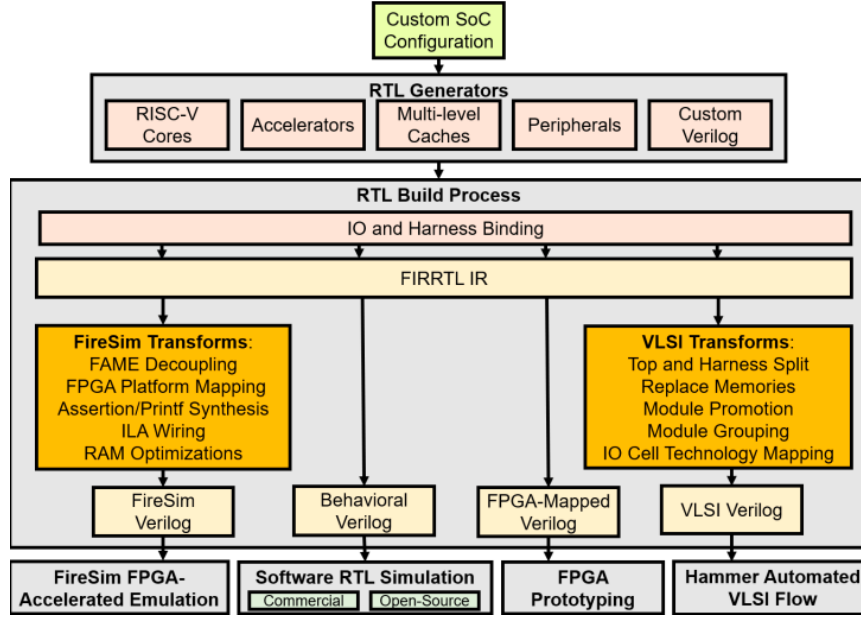 Custom SoC
Configuration
RTL Generators
RISC-V
Cores
Accelerators
Multi-level
Caches
Peripherals
Custom
Verilog
RTL Build Process
IO and Harness Binding
FIRRTL IR
FireSim Transforms:
FAME Decoupling
FPGA Platform Mapping
Assertion/Printf Synthesis
ILA Wiring
RAM Optimizations
VLSI Transforms:
Top and Harness Split
Replace Memories
Module Promotion
Module Grouping
IO Cell Technology Mapping
FireSim
Verilog
Behavioral
Verilog
FPGA-Mapped
Verilog
VLSI Verilog
FireSim FPGA-
Accelerated Emulation
Software RTL Simulation
Commercial
Open-Source
FPGA
Prototyping
Hammer Automated
VLSI Flow